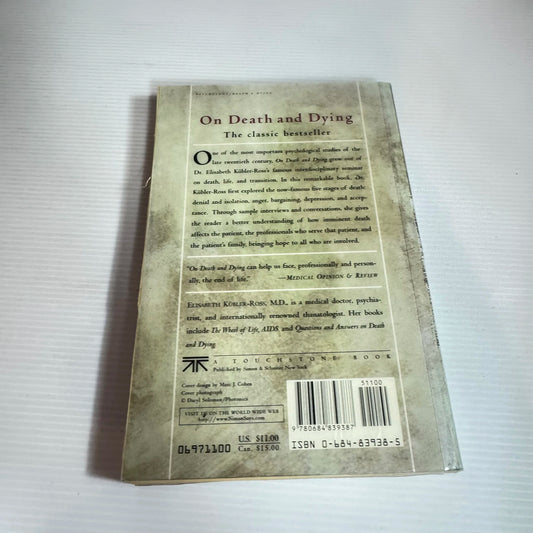 PSYCHOLOGY/DEATH & DYING
On Death and Dying
The classic bestseller
One of the most important psychological studies of the
late twentieth century, On Death and Dying grew out of
Dr. Elisabeth Kübler-Ross's famous interdisciplinary seminar
on death, life, and transition. In this remarkable book, Dr.
Kübler-Ross first explored the now-famous five stages of death:
denial and isolation, anger, bargaining, depression, and accep-
tance. Through sample interviews and conversations, she gives
the reader a better understanding of how imminent death
affects the patient, the professionals who serve that patient, and
the patient's family, bringing hope to all who are involved.
"On Death and Dying can help us face, professionally and person-
ally, the end of life."
—MEDICAL OPINION & REVIEW
ELISABETH KÜBLER-ROSS, M.D., is a medical doctor, psychia-
trist, and internationally renowned thanatologist. Her books
include The Wheel of Life, AIDS, and Questions and Answers on Death
and Dying.
A TOUCHSTONE BOOK
Published by Simon & Schuster New York
Cover design by Marc J. Cohen
Cover photograph
© Daryl Solomon/Photonica
VISIT US ON THE WORLD WIDE WEB
http://www.SimonSays.com
06971100
U.S. $11.00
Can. $15.00
51100
9 780684 839387
ISBN 0-684-83938-5